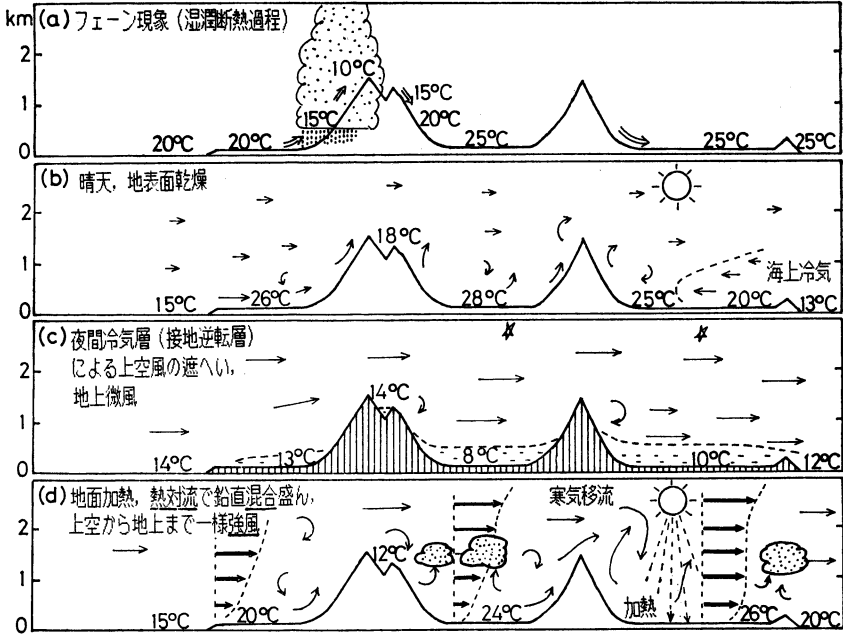 km (a) フェーン現象 (湿潤断熱過程)
2
10°C
1
15°C
15°C
20°C
20°C
20°C
25°C
25°C
25°C
0
(b) 晴天, 地表面乾燥
2
18°C
1
海上冷気
15°C
26°C
28°C
25°C
20°C
13°C
0
(c) 夜間冷気層 (接地逆転層)
による上空風の遮へい,
地上微風
2
14°C
1
14°C
13°C
8°C
10°C
12°C
0
(d) 地面加熱, 熱対流で鉛直混合盛ん,
上空から地上まで一様強風
寒気移流
2
12°C
1
加熱
15°C
20°C
24°C
26°C
20°C
0